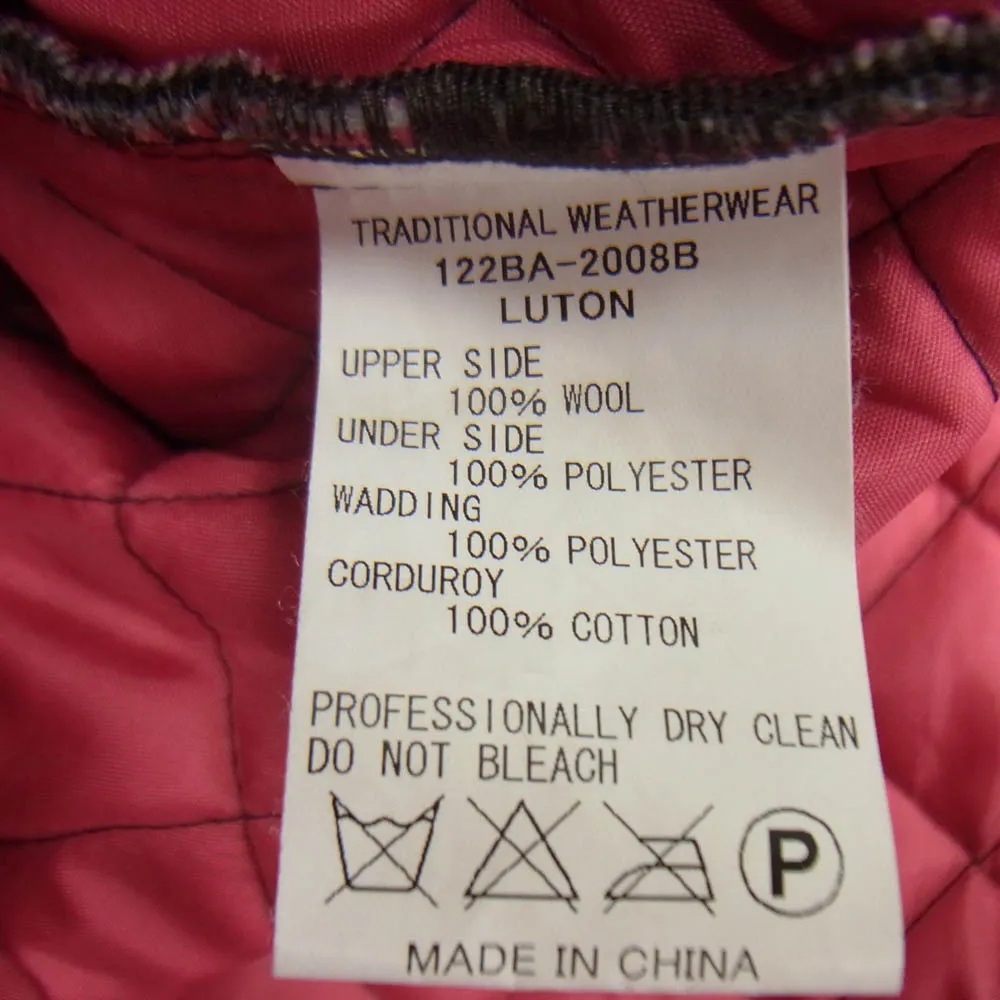 TRADITIONAL WEATHERWEAR
122BA-2008B
LUTON
UPPER SIDE
100% WOOL
UNDER SIDE
100% POLYESTER
WADDING
100% POLYESTER
CORDUROY
100% COTTON
PROFESSIONALLY DRY CLEAN
DO NOT BLEACH
P
MADE IN CHINA